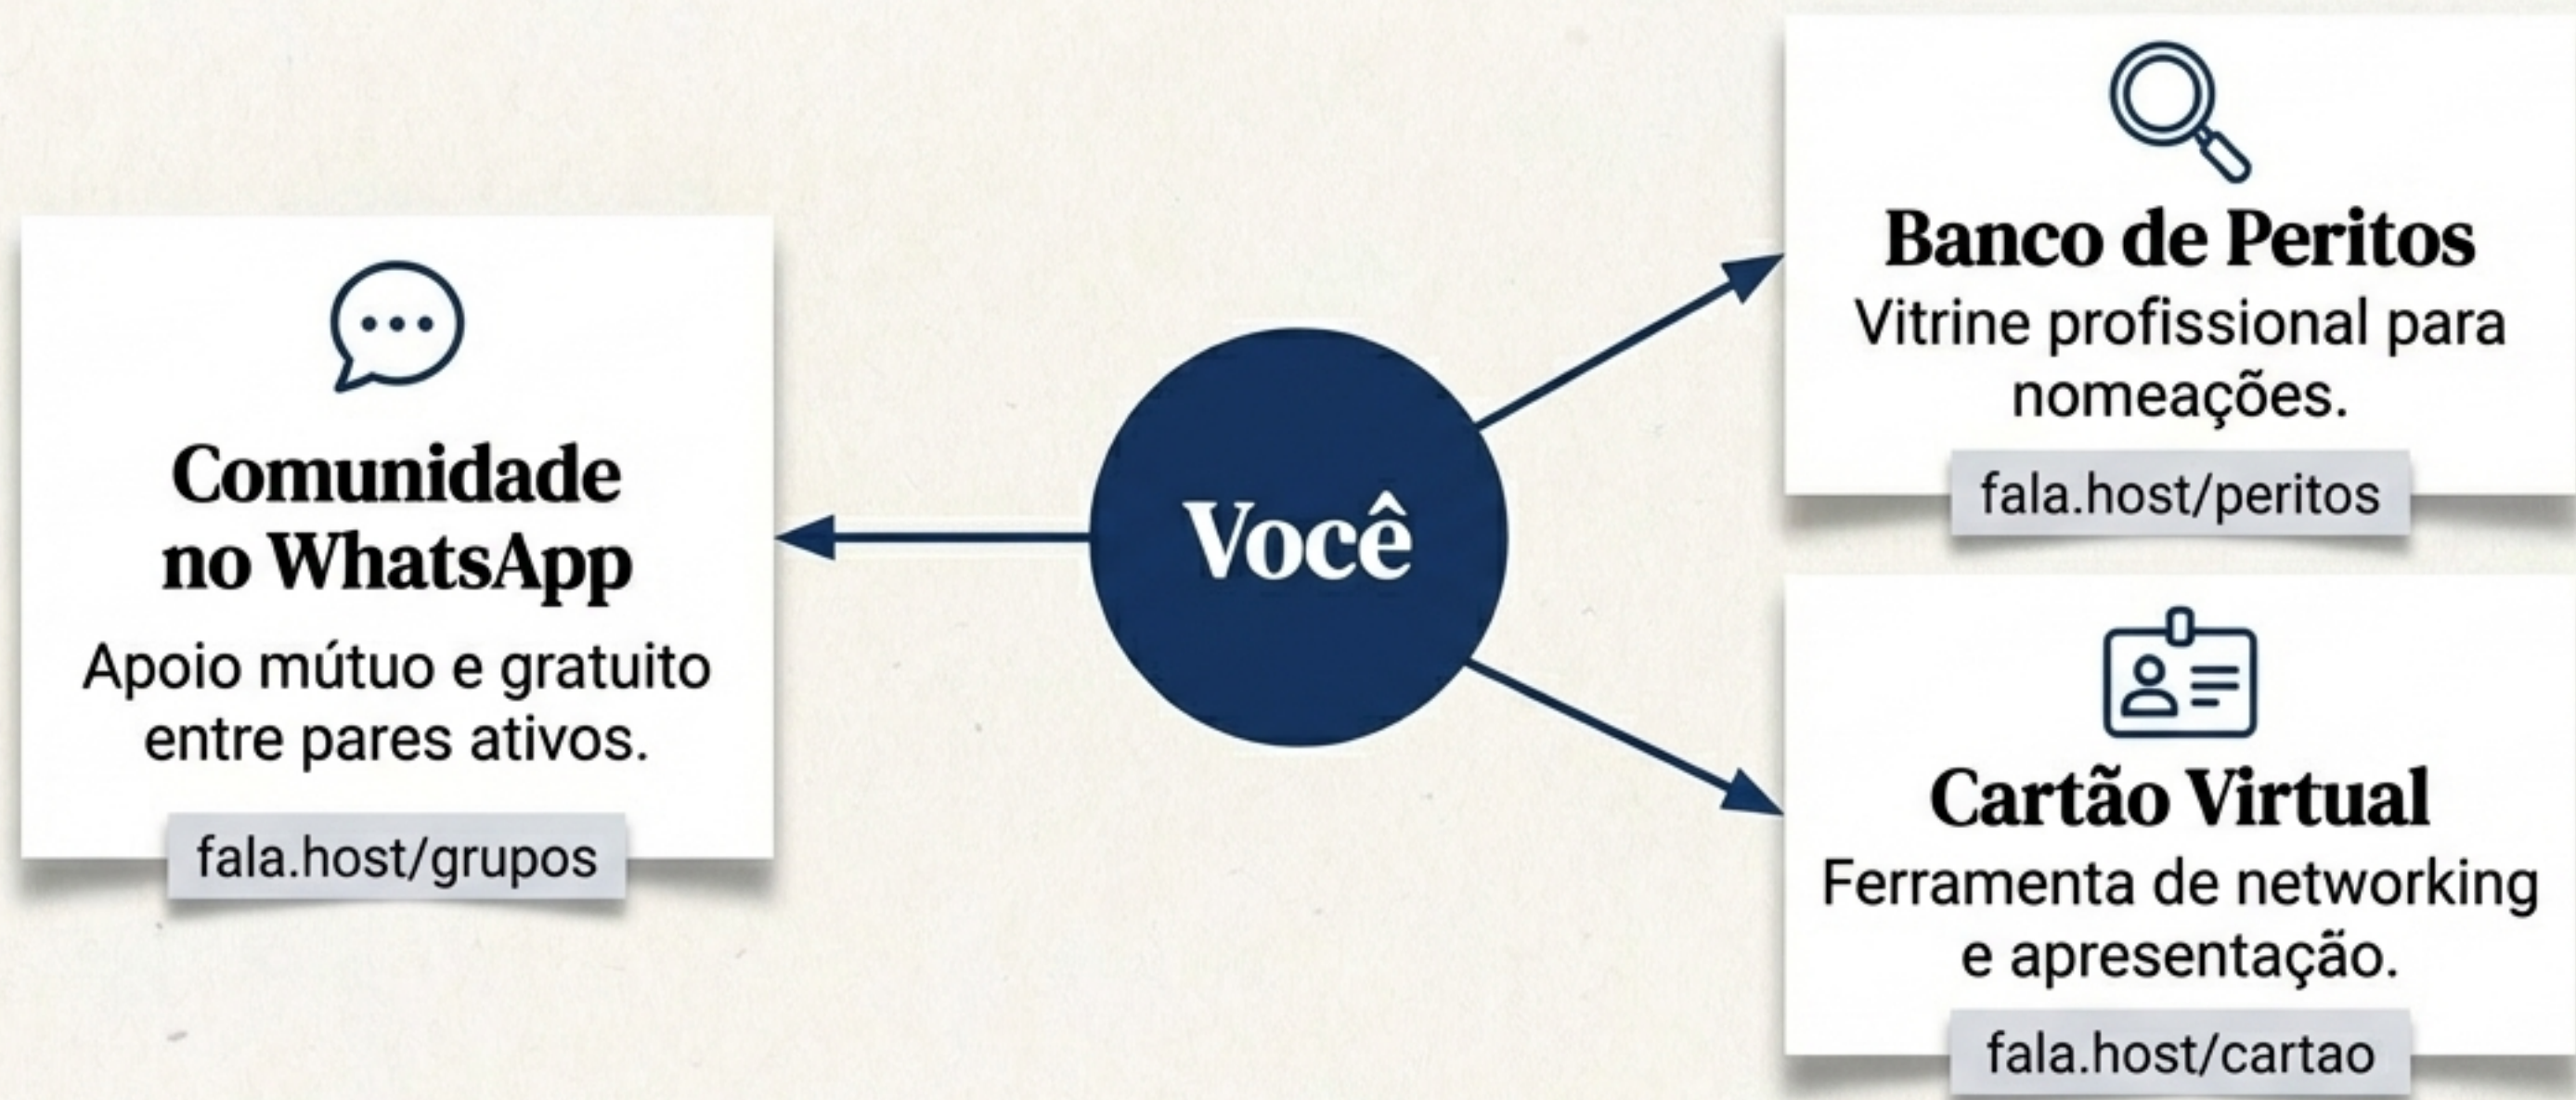 Comunidade
no WhatsApp
Apoio mútuo e gratuito
entre pares ativos.
fala.host/grupos
Você
Banco de Peritos
Vitrine profissional para
nomeações.
fala.host/peritos
Cartão Virtual
Ferramenta de networking
e apresentação.
fala.host/cartao